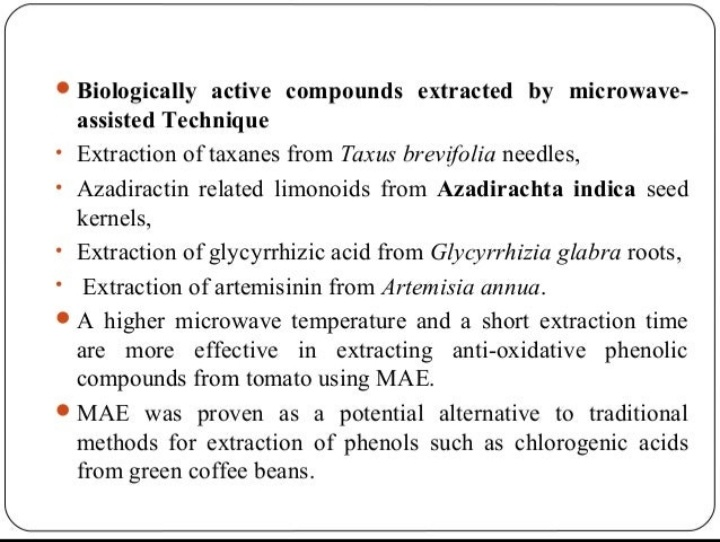 • Biologically active compounds extracted by microwave-
assisted Technique
• Extraction of taxanes from Taxus brevifolia needles,
• Azadiractin related limonoids from Azadirachta indica seed
kernels,
• Extraction of glycyrrhizic acid from Glycyrrhizia glabra roots,
• Extraction of artemisinin from Artemisia annua.
• A higher microwave temperature and a short extraction time
are more effective in extracting anti-oxidative phenolic
compounds from tomato using MAE.
• MAE was proven as a potential alternative to traditional
methods for extraction of phenols such as chlorogenic acids
from green coffee beans.